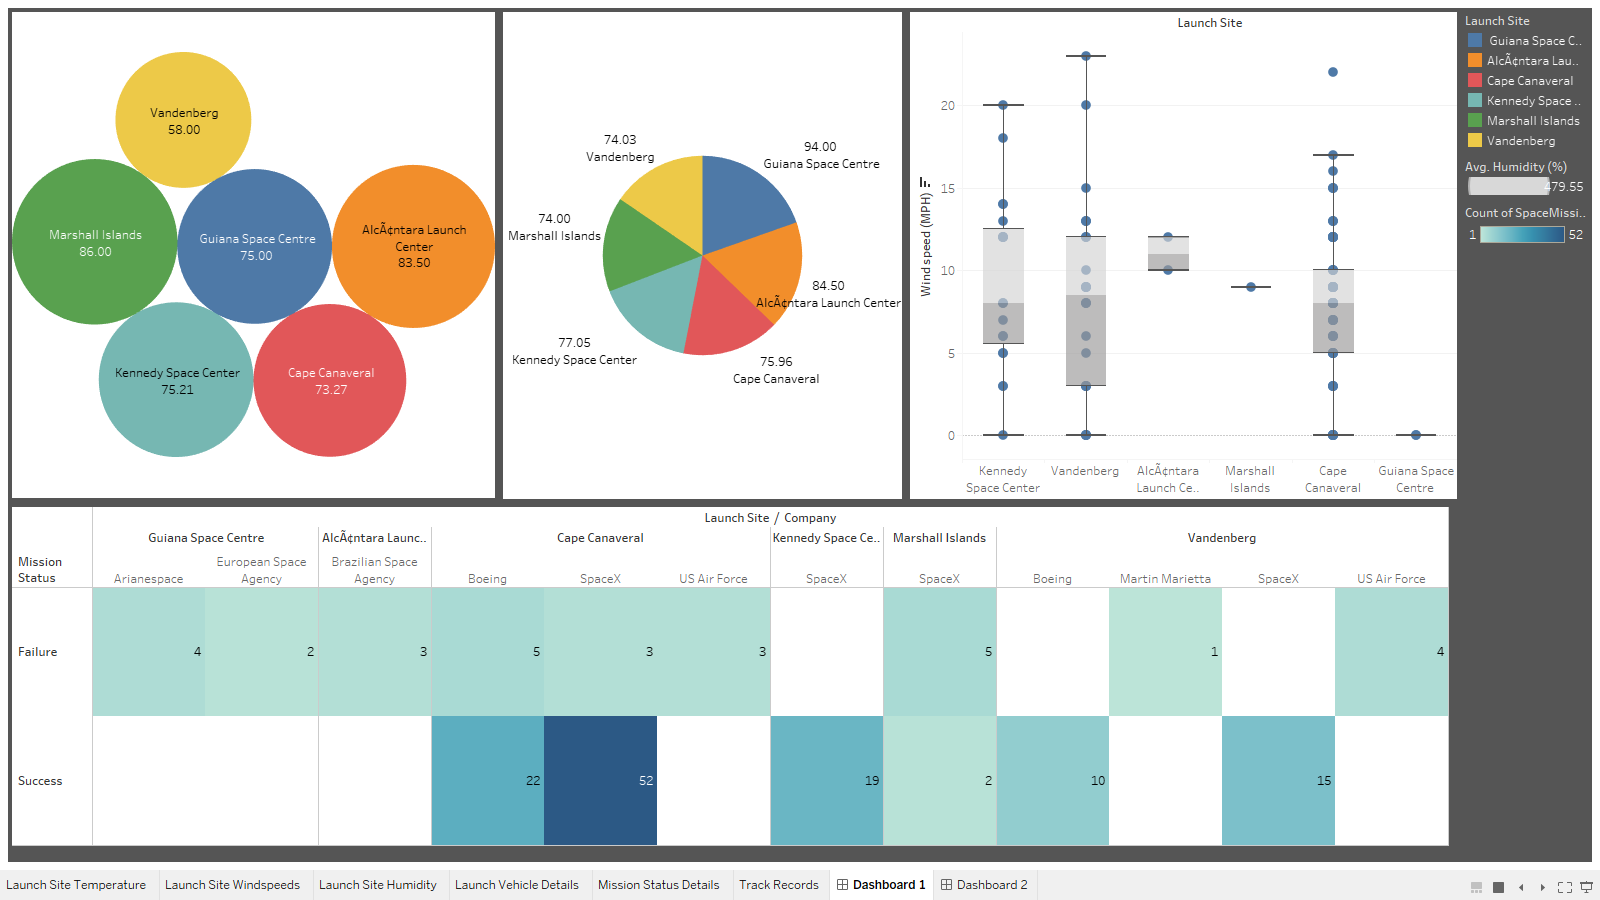 Vandenberg
58.00
Marshall Islands
86.00
Guiana Space Centre
75.00
AlcÃ¢ntara Launch
Center
83.50
Kennedy Space Center
75.21
Cape Canaveral
73.27
74.03
Vandenberg
94.00
Guiana Space Centre
74.00
Marshall Islands
84.50
AlcÃ¢ntara Launch Center
77.05
Kennedy Space Center
75.96
Cape Canaveral
Launch Site
Wind speed (MPH)
20
15
10
5
0
Kennedy
Space Center
Vandenberg
AlcÃ¢ntara
Launch Ce..
Marshall
Islands
Cape
Canaveral
Guiana Space
Centre
Launch Site
Guiana Space C..
AlcÃ¢ntara Lau..
Cape Canaveral
Kennedy Space ..
Marshall Islands
Vandenberg
Avg. Humidity (%)
479.55
Count of SpaceMissi..
1 52
Launch Site / Company
Guiana Space Centre AlcÃ¢ntara Launc.. Cape Canaveral Kennedy Space Ce.. Marshall Islands Vandenberg
Mission
Status
Arianespace
European Space
Agency
Brazilian Space
Agency
Boeing SpaceX US Air Force SpaceX SpaceX Boeing Martin Marietta SpaceX US Air Force
Failure 4 2 3 5 3 3 5 1 4
Success 22 52 19 2 10 15
Launch Site Temperature Launch Site Windspeeds Launch Site Humidity Launch Vehicle Details Mission Status Details Track Records Dashboard 1 Dashboard 2